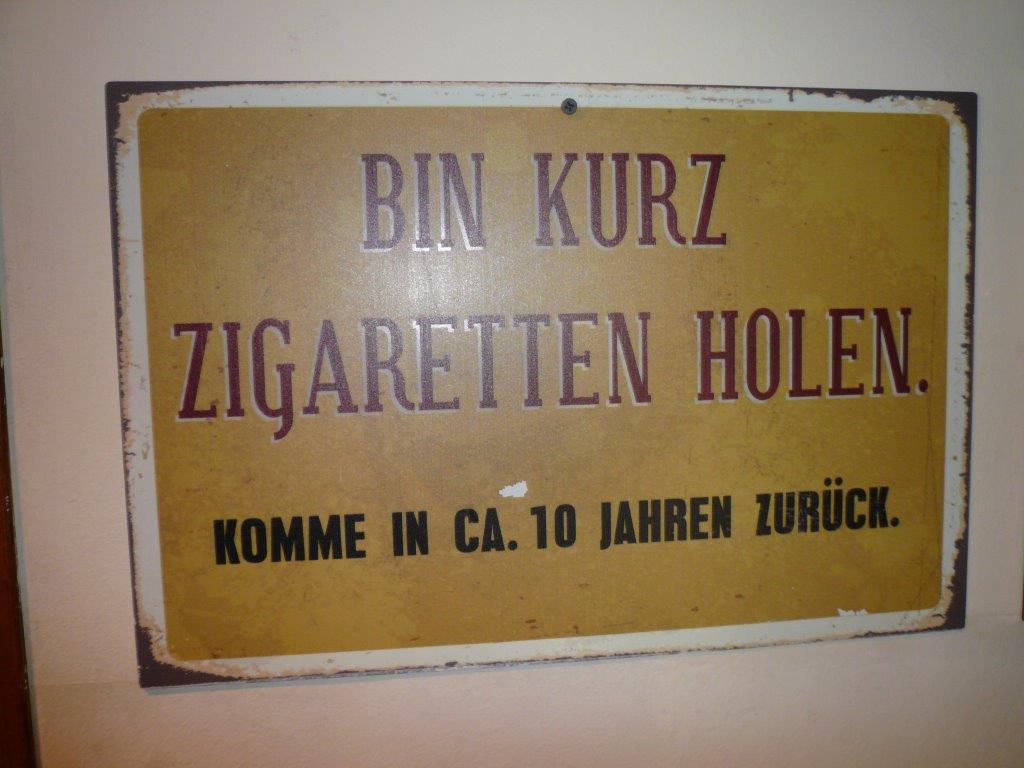 BIN KURZ
ZIGARETTEN HOLEN.
KOMME IN CA. 10 JAHREN ZURÜCK.